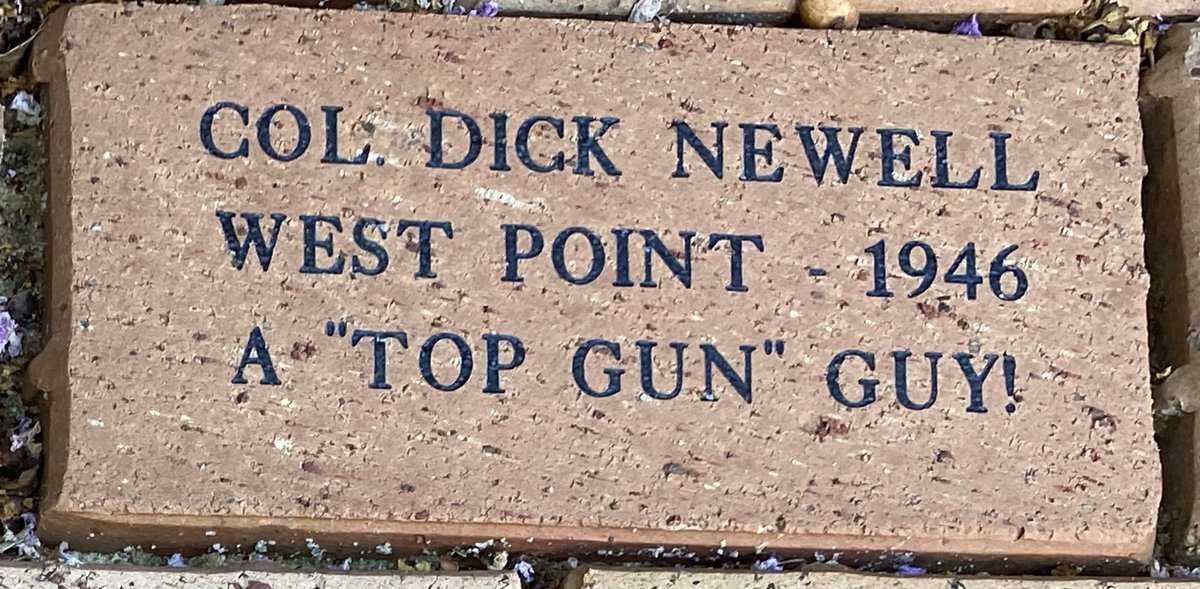 COL. DICK NEWELL
WEST POINT - 1946
A "TOP GUN" GUY!